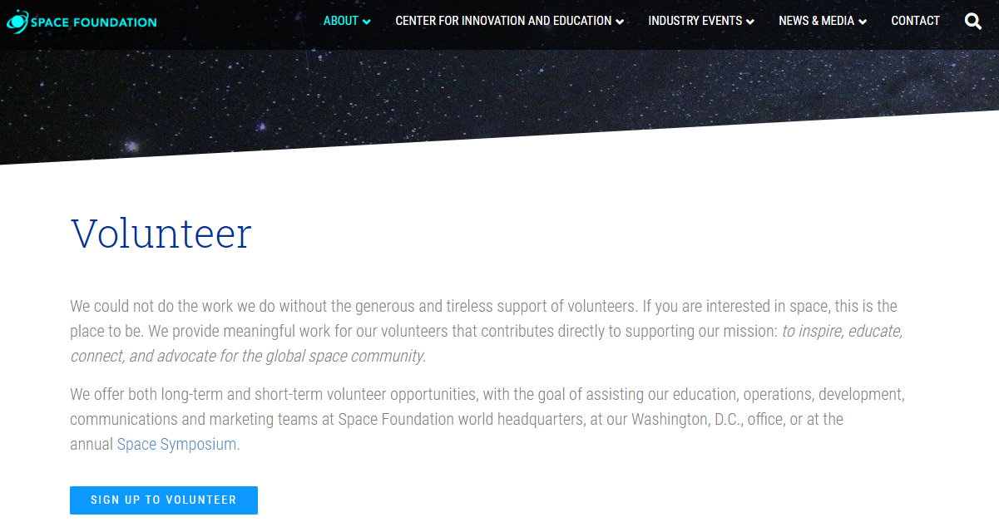 SPACE FOUNDATION
ABOUT
CENTER FOR INNOVATION AND EDUCATION
INDUSTRY EVENTS
NEWS & MEDIA
CONTACT
Volunteer
We could not do the work we do without the generous and tireless support of volunteers. If you are interested in space, this is the
place to be. We provide meaningful work for our volunteers that contributes directly to supporting our mission: to inspire, educate,
connect, and advocate for the global space community.
We offer both long-term and short-term volunteer opportunities, with the goal of assisting our education, operations, development,
communications and marketing teams at Space Foundation world headquarters, at our Washington, D.C., office, or at the
annual Space Symposium.
SIGN UP TO VOLUNTEER